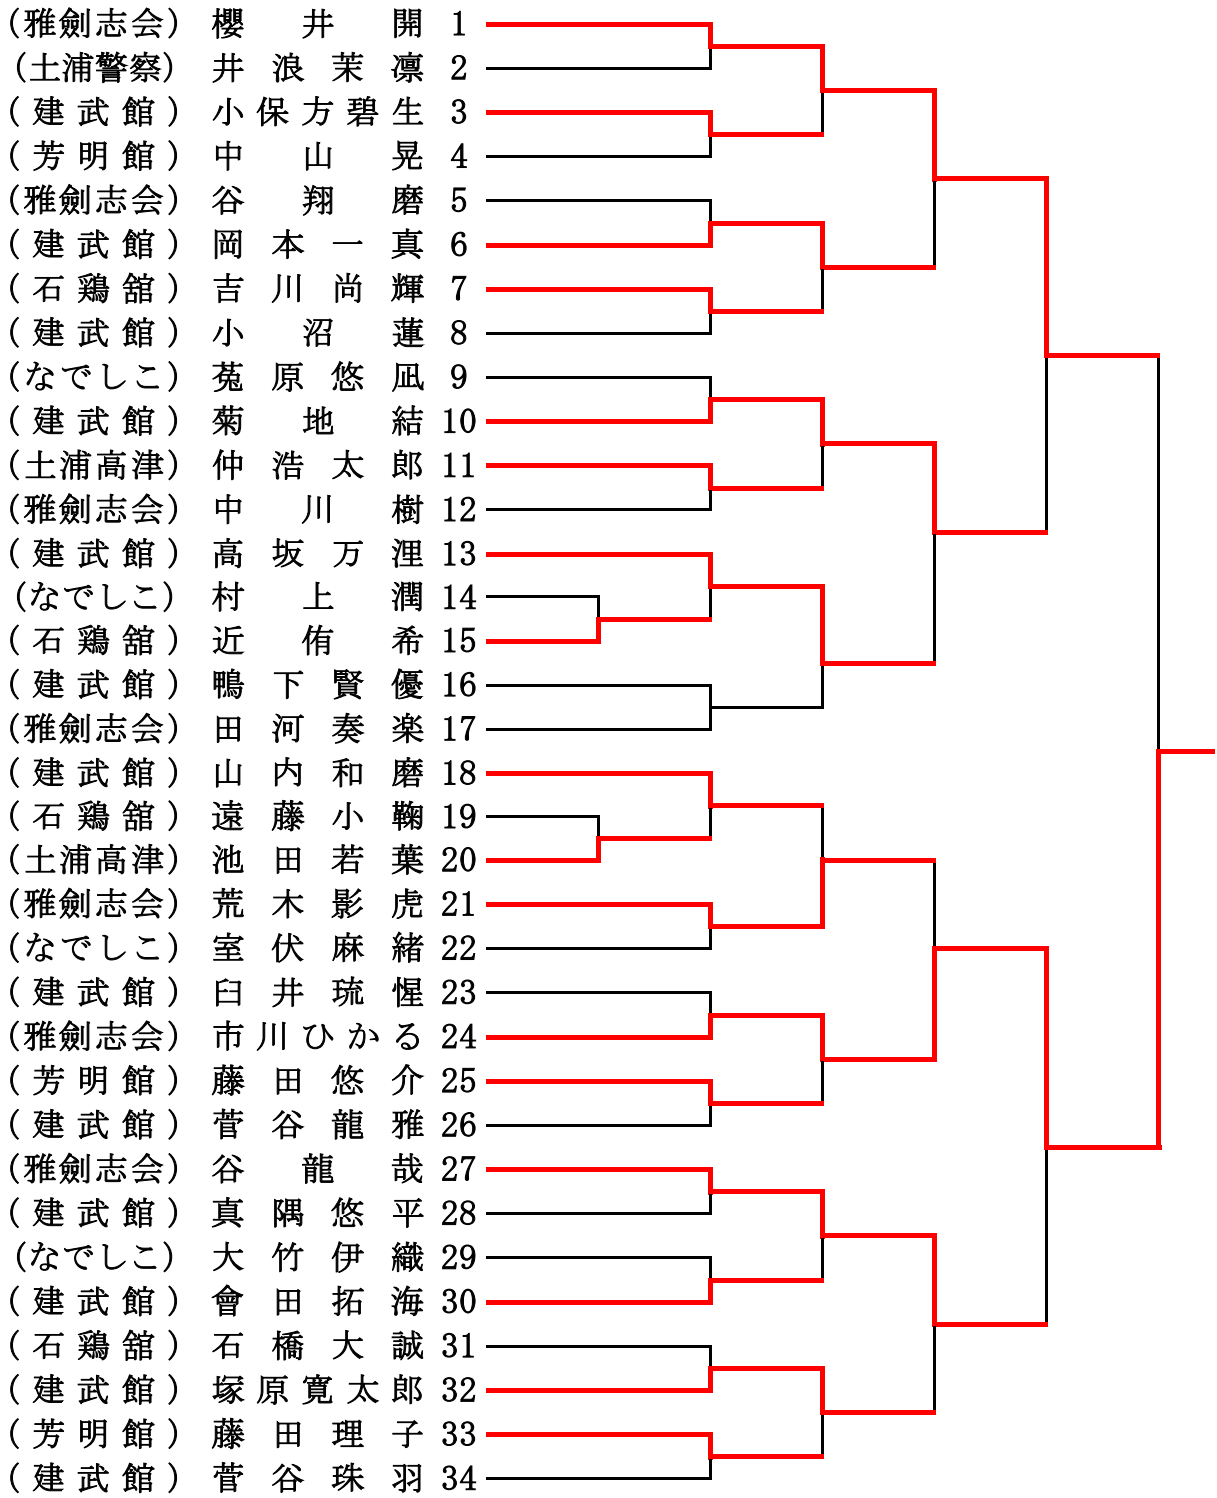 (雅劍志会) 櫻井開 1
(土浦警察) 井浪茉凛 2
(建武館) 小保方碧生 3
(芳明館) 中山晃 4
(雅劍志会) 谷翔磨 5
(建武館) 岡本一真 6
(石鶏舘) 吉川尚輝 7
(建武館) 小沼蓮 8
(なでしこ) 菟原悠凪 9
(建武館) 菊地結 10
(土浦高津) 仲浩太郎 11
(雅劍志会) 中川樹 12
(建武館) 高坂万浬 13
(なでしこ) 村上潤 14
(石鶏舘) 近侑希 15
(建武館) 鴨下賢優 16
(雅劍志会) 田河奏楽 17
(建武館) 山内和磨 18
(石鶏舘) 遠藤小鞠 19
(土浦高津) 池田若葉 20
(雅劍志会) 荒木影虎 21
(なでしこ) 室伏麻緒 22
(建武館) 臼井琉惺 23
(雅劍志会) 市川ひかる 24
(芳明館) 藤田悠介 25
(建武館) 菅谷龍雅 26
(雅劍志会) 谷龍哉 27
(建武館) 真隅悠平 28
(なでしこ) 大竹伊織 29
(建武館) 會田拓海 30
(石鶏舘) 石橋大誠 31
(建武館) 塚原寛太郎 32
(芳明館) 藤田理子 33
(建武館) 菅谷珠羽 34